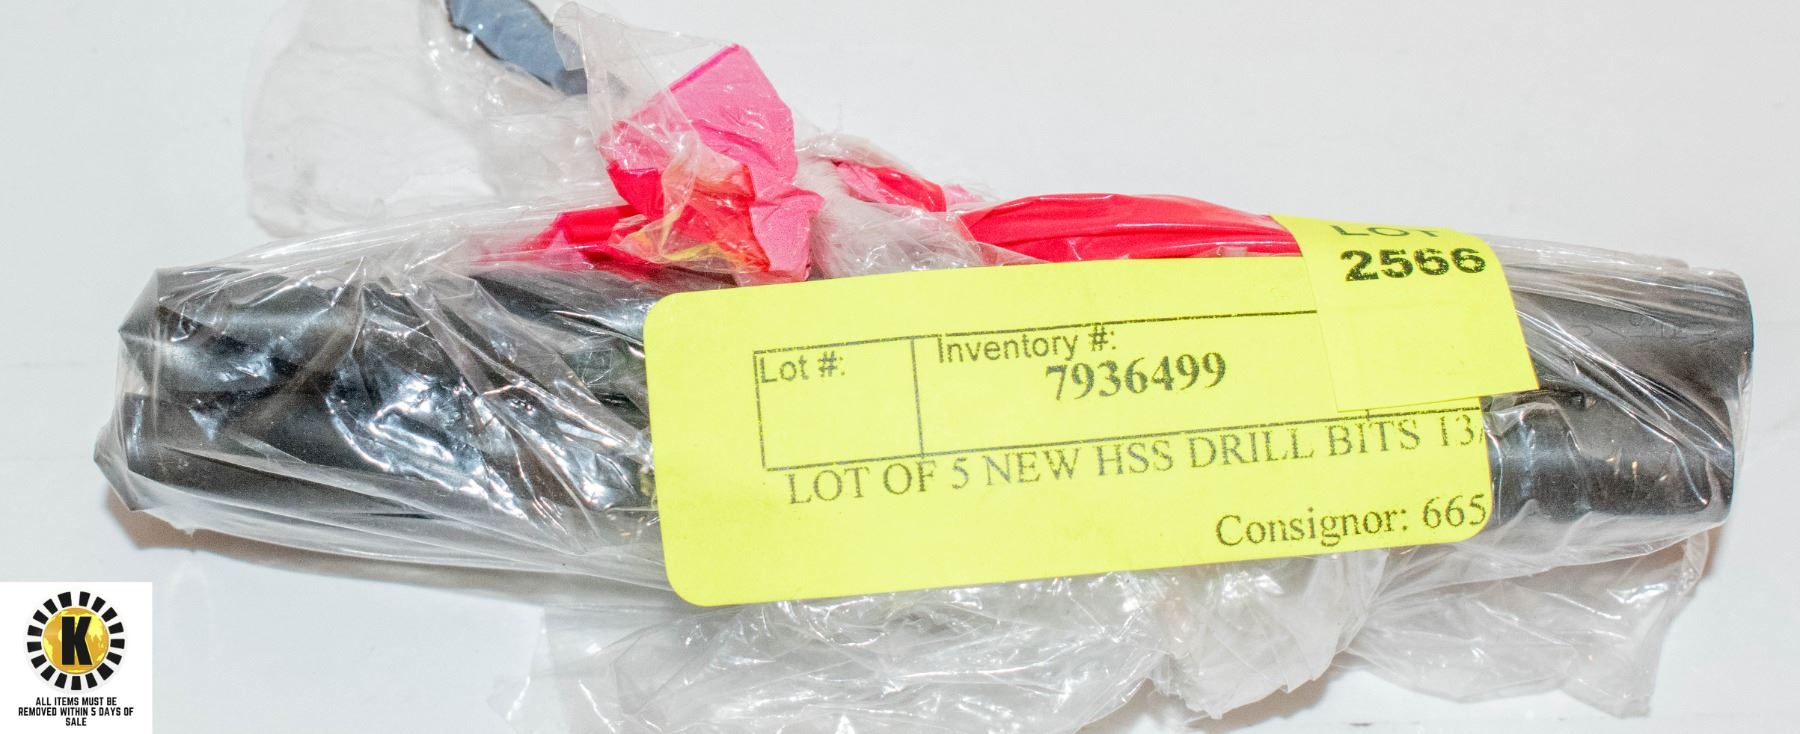 LOT
2566
Lot #:
Inventory #:
7936499
LOT OF 5 NEW HSS DRILL BITS 13/
Consignor: 665
K
ALL ITEMS MUST BE
REMOVED WITHIN 5 DAYS OF
SALE